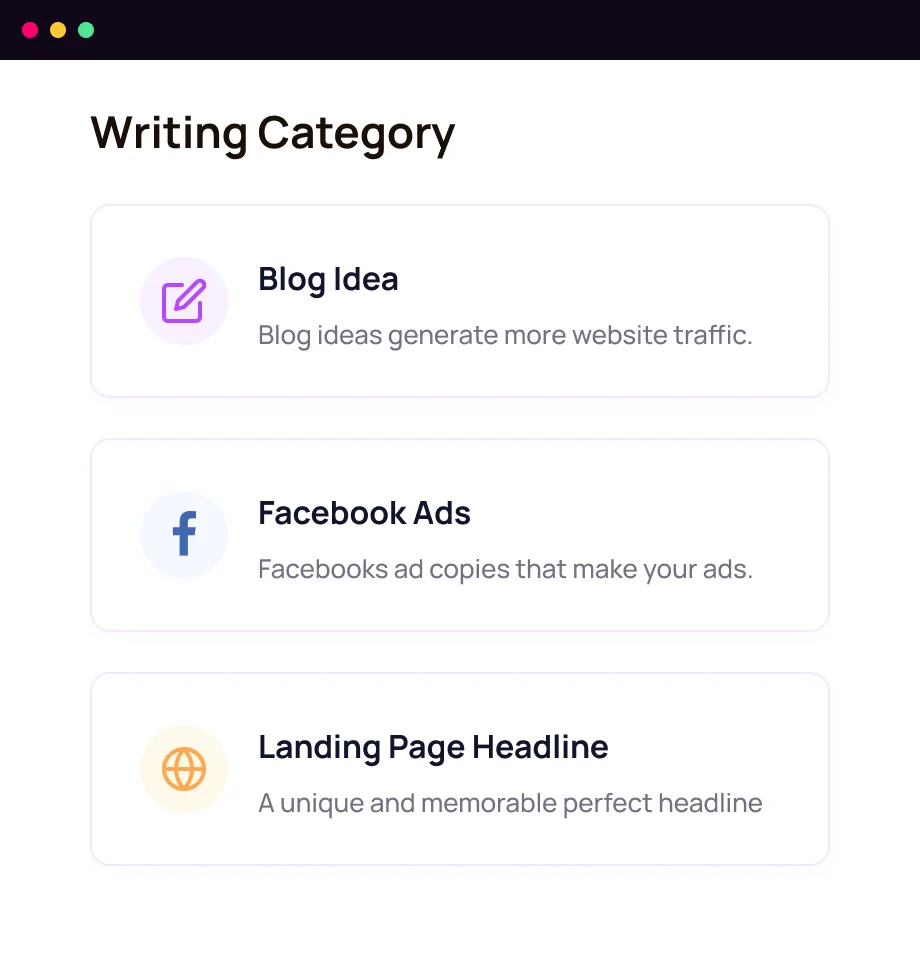 Writing Category
Blog Idea
Blog ideas generate more website traffic.
Facebook Ads
Facebooks ad copies that make your ads.
Landing Page Headline
A unique and memorable perfect headline